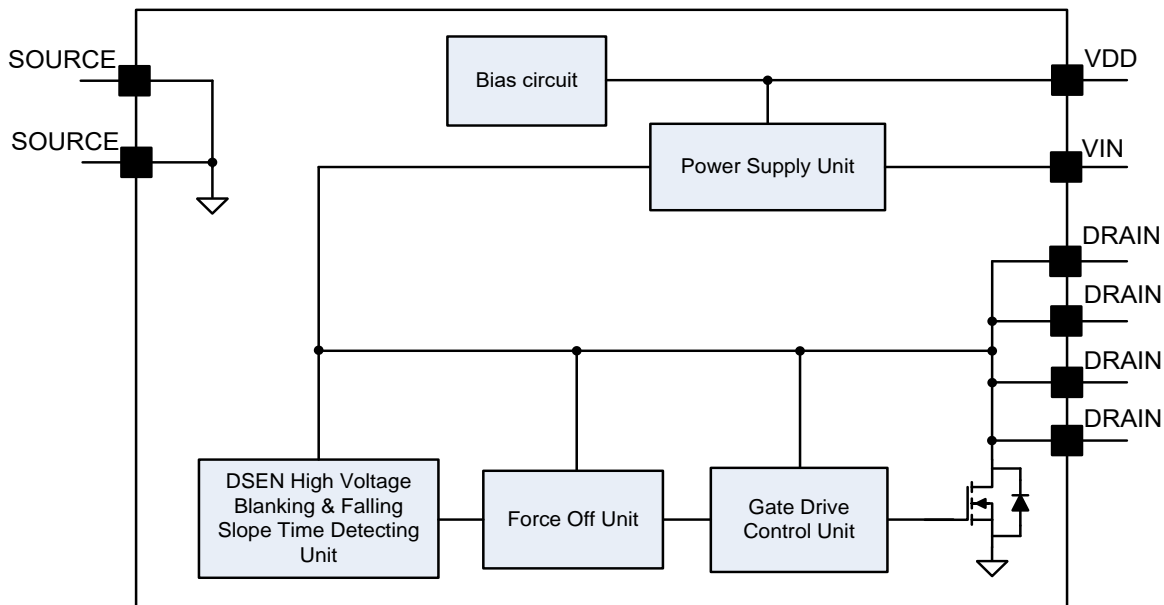 SOURCE
SOURCE
Bias circuit
VDD
Power Supply Unit
VIN
DRAIN
DRAIN
DRAIN
DRAIN
DSEN High Voltage
Blanking & Falling
Slope Time Detecting
Unit
Force Off Unit
Gate Drive
Control Unit